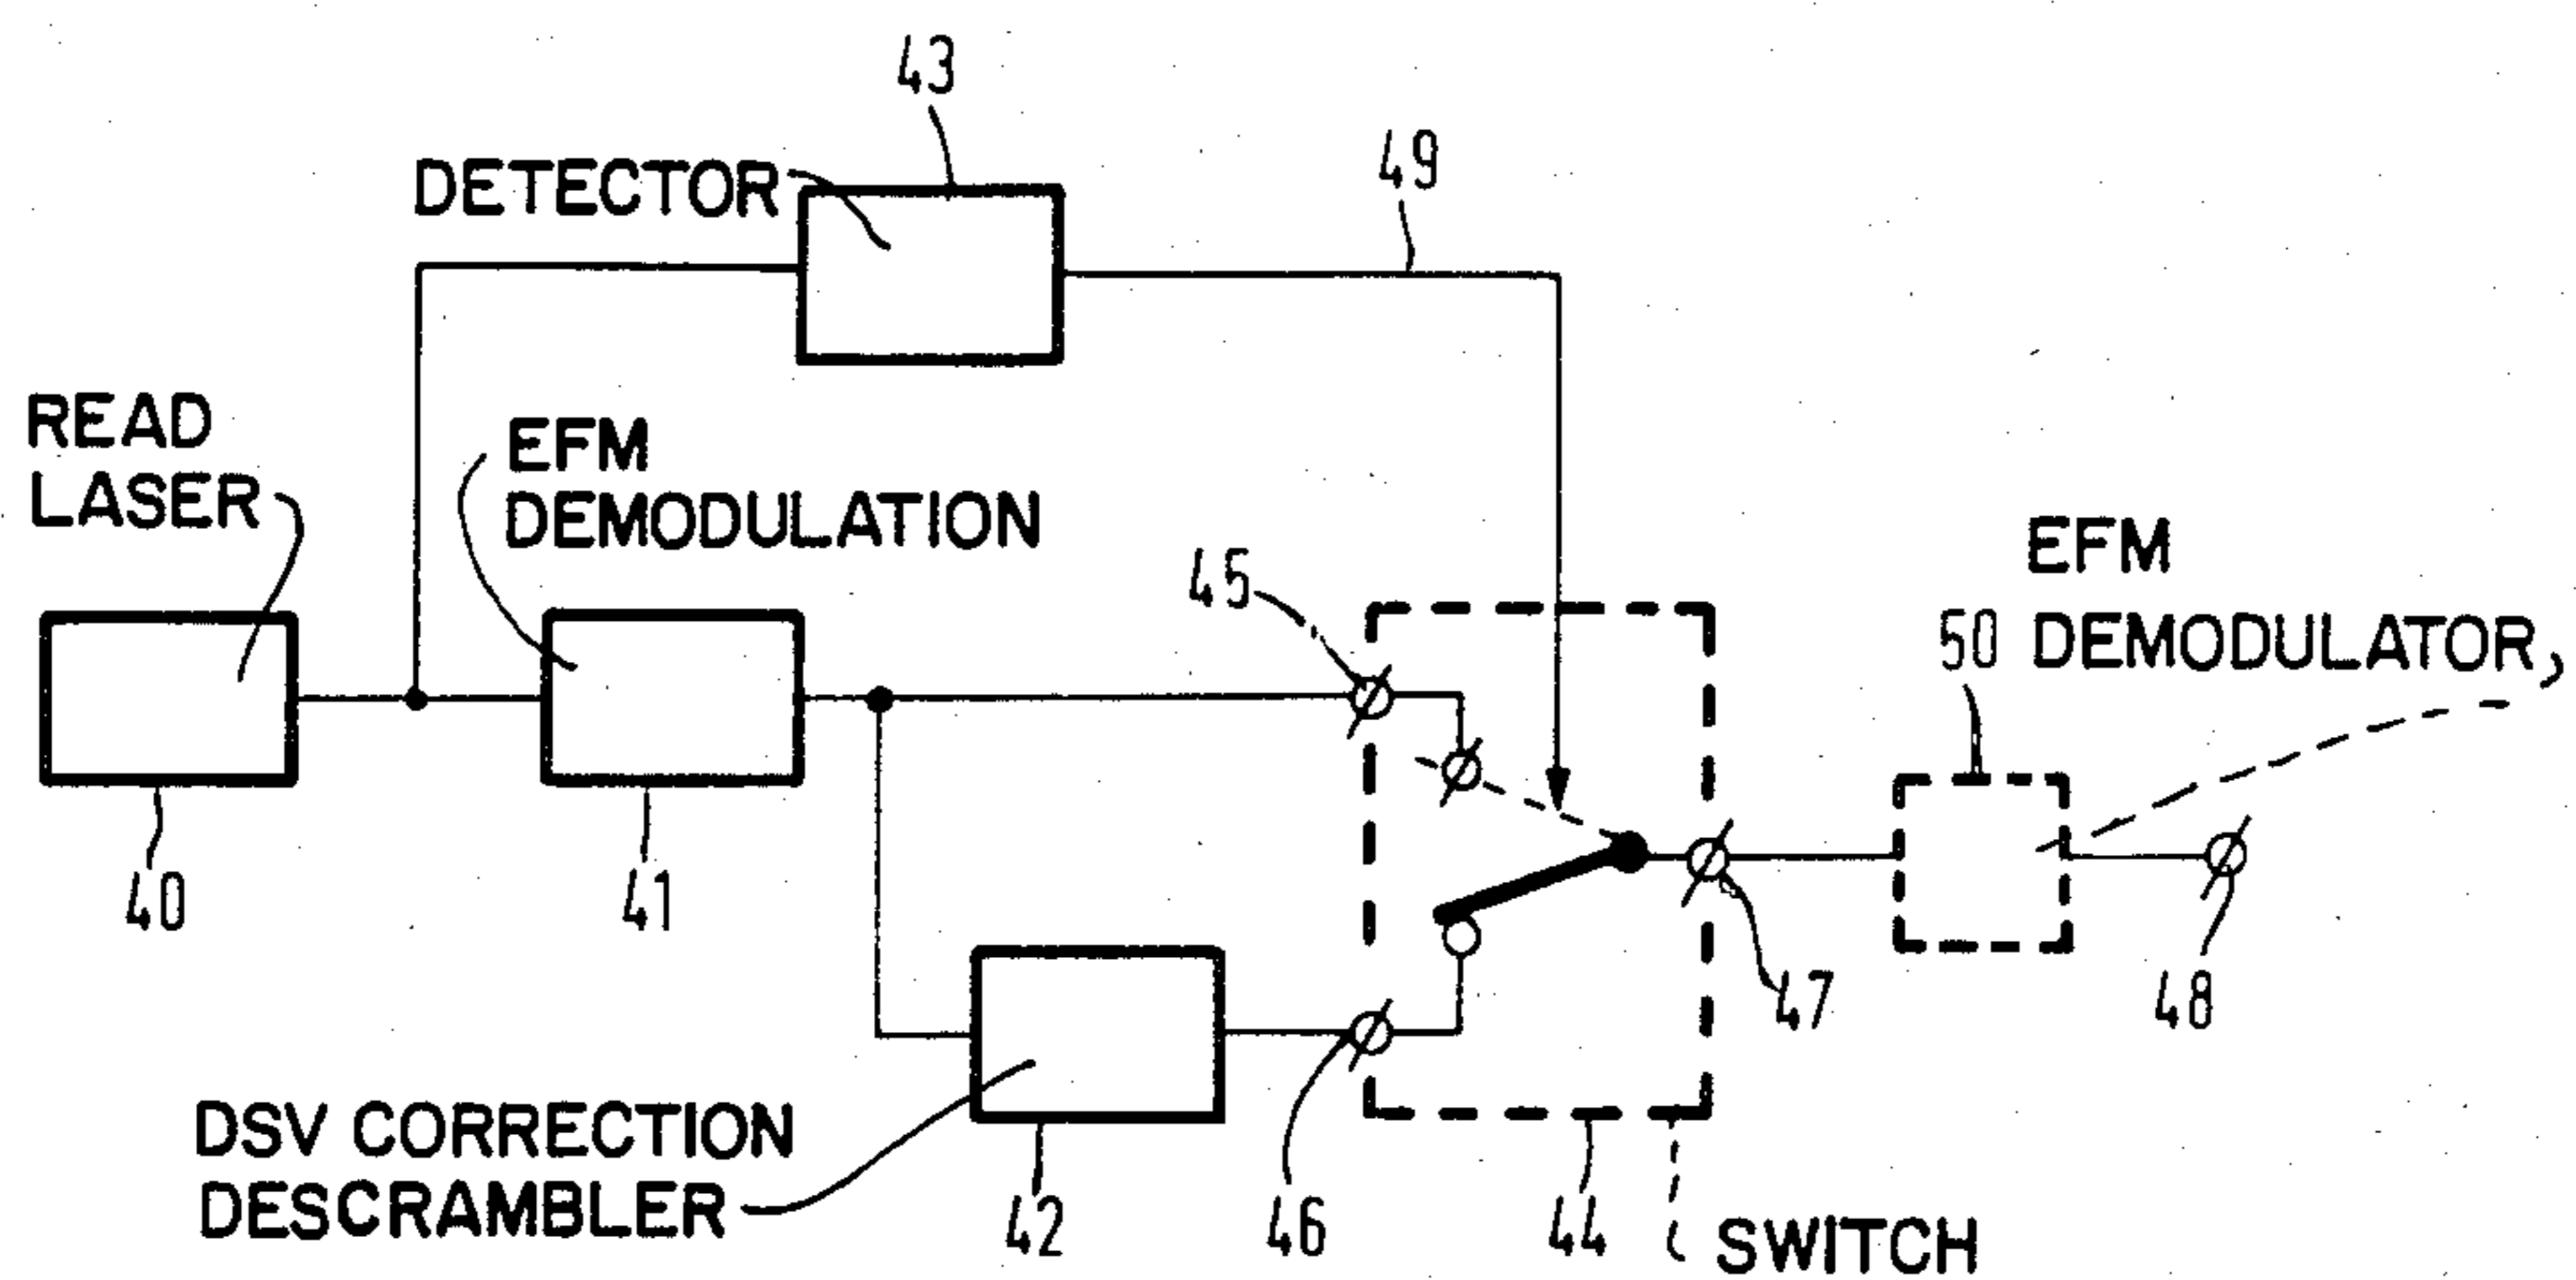 43
DETECTOR
49
READ
LASER
EFM
DEMODULATION
45
EFM
50 DEMODULATOR
40
41
47
48
DSV CORRECTION
DESCRAMBLER
42
46
44
SWITCH